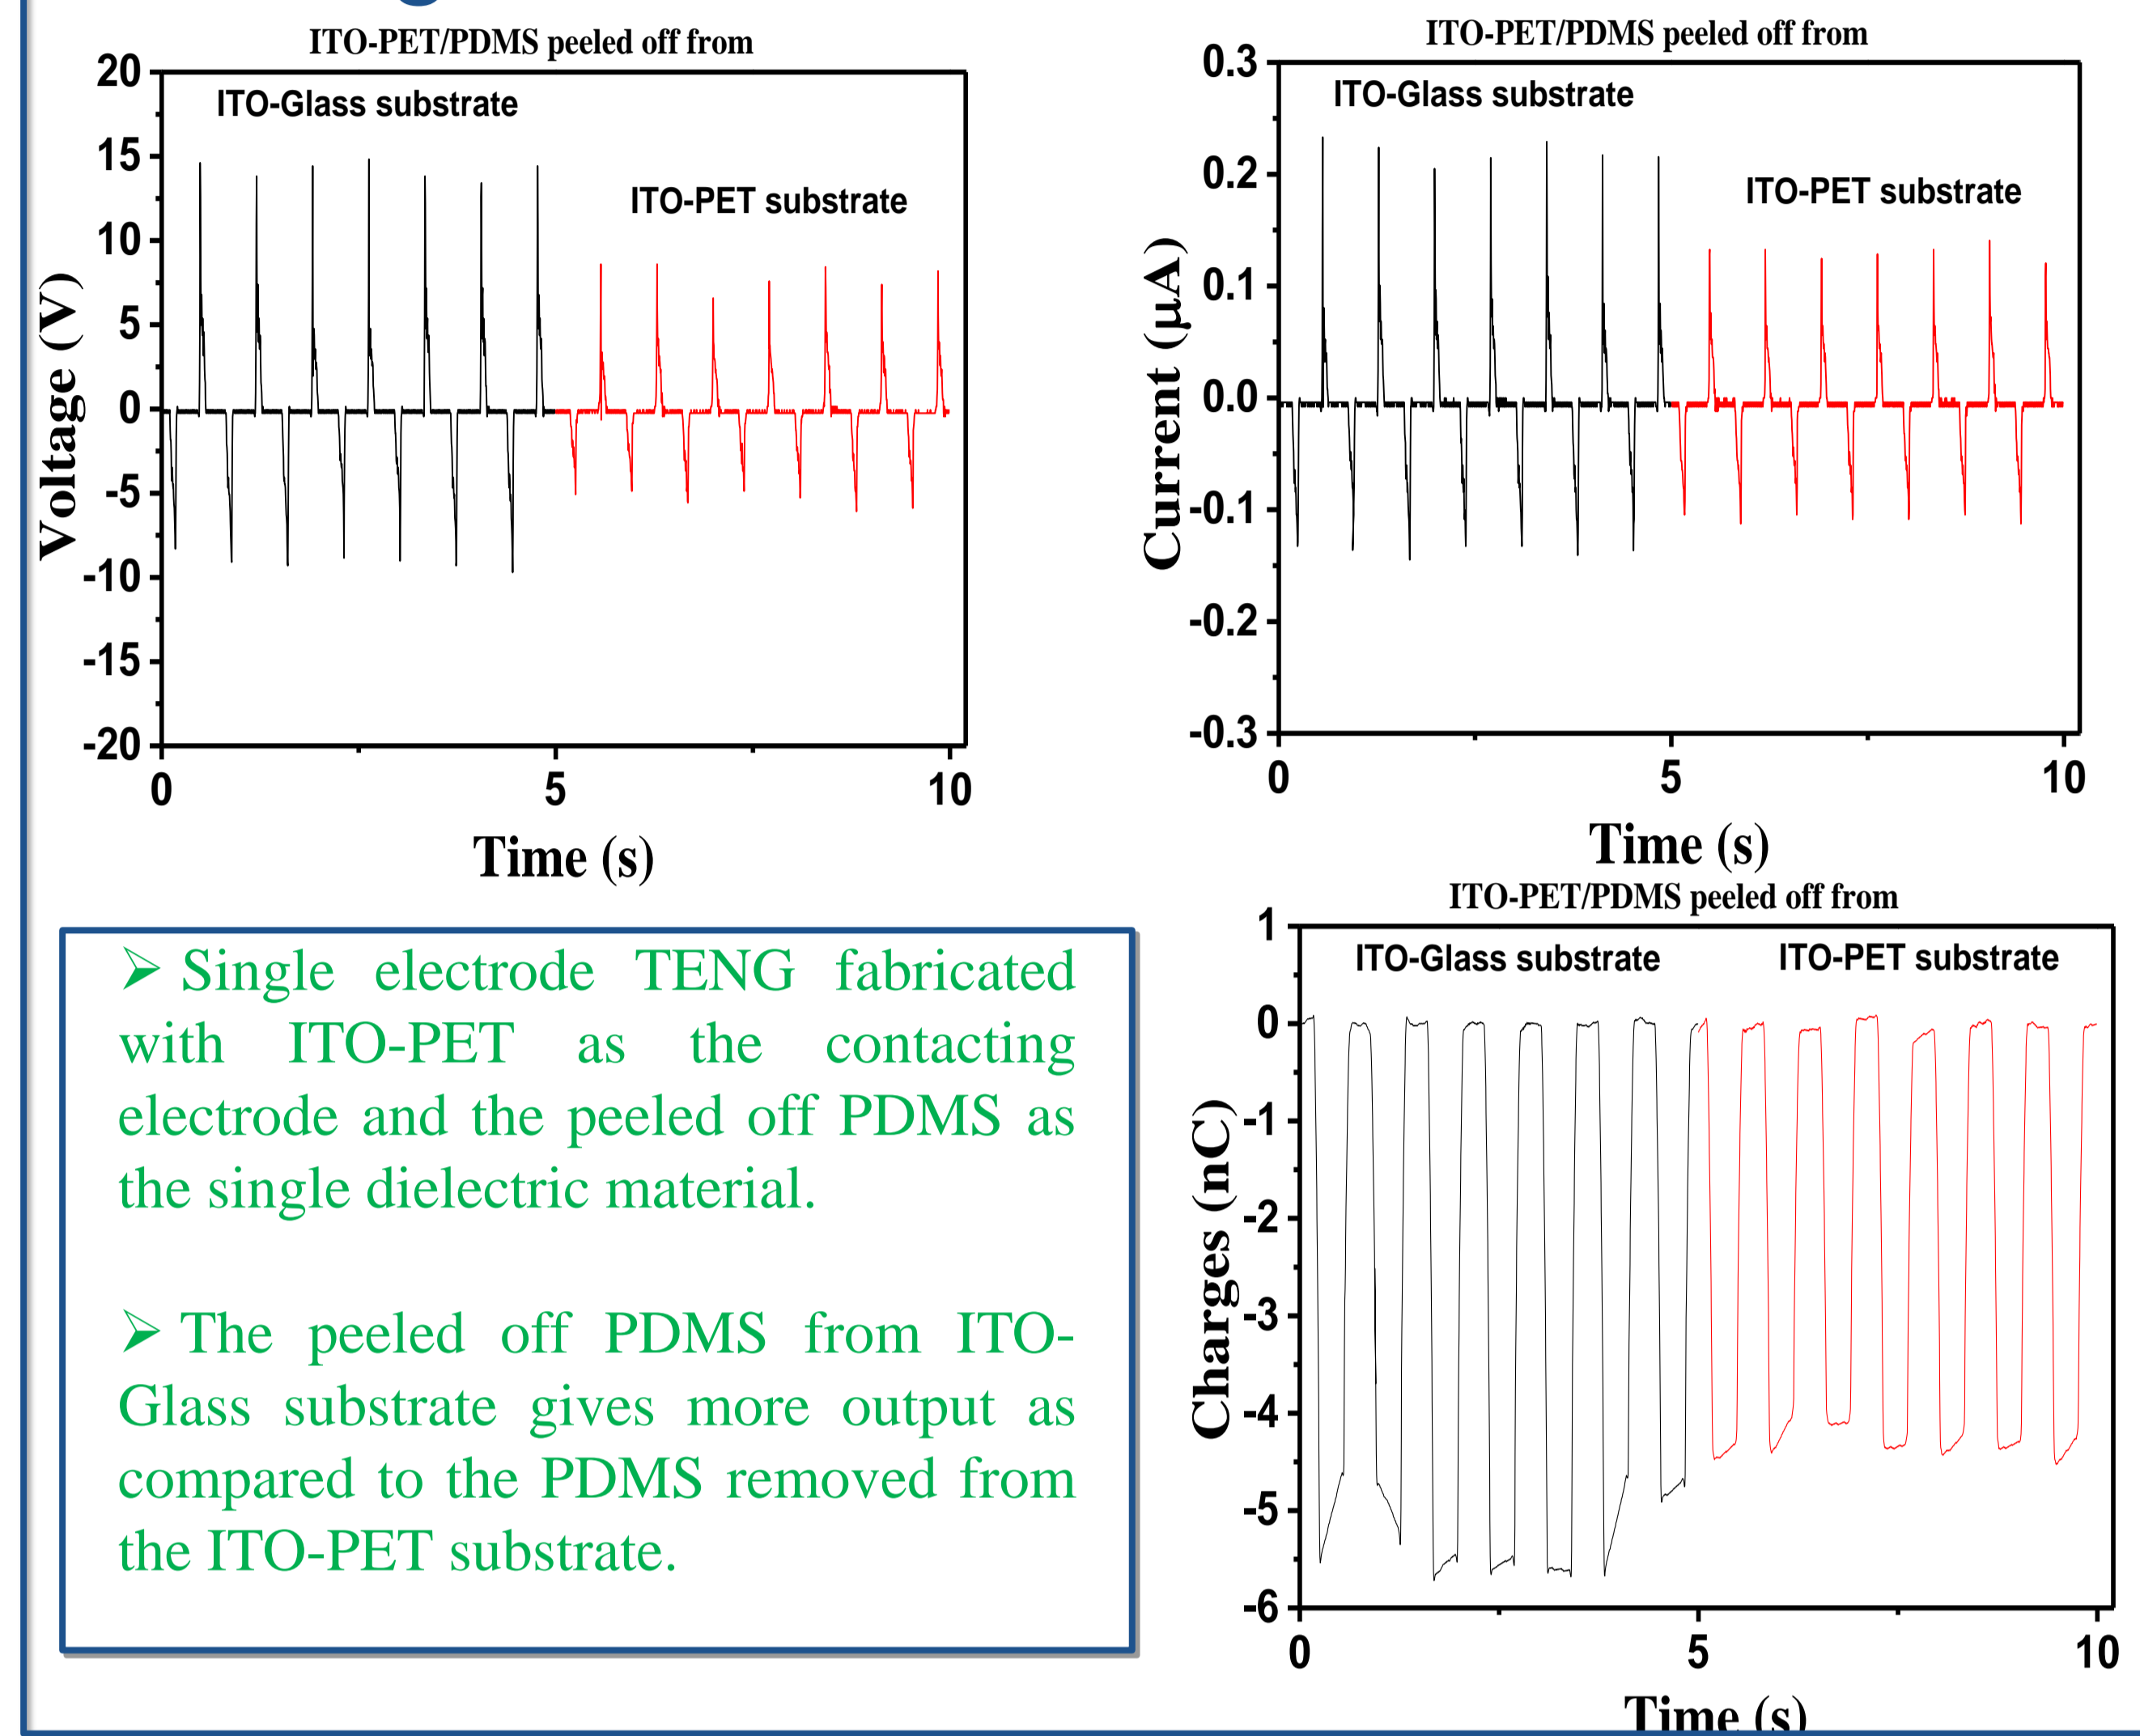 ITO-PET/PDMS peeled off from
ITO-Glass substrate
ITO-PET substrate
Voltage (V)
20
15
10
5
0
-5
-10
-15
-20
0 5 10
Time (s)
ITO-PET/PDMS peeled off from
ITO-Glass substrate
ITO-PET substrate
Current (µA)
0.3
0.2
0.1
0.0
-0.1
-0.2
-0.3
0 5 10
Time (s)
➢ Single electrode TENG fabricated
with ITO-PET as the contacting
electrode and the peeled off PDMS as
the single dielectric material.
➢ The peeled off PDMS from ITO-
Glass substrate gives more output as
compared to the PDMS removed from
the ITO-PET substrate.
ITO-PET/PDMS peeled off from
ITO-Glass substrate ITO-PET substrate
Charges (nC)
1
0
-1
-2
-3
-4
-5
-6
0 5 10
Time (s)